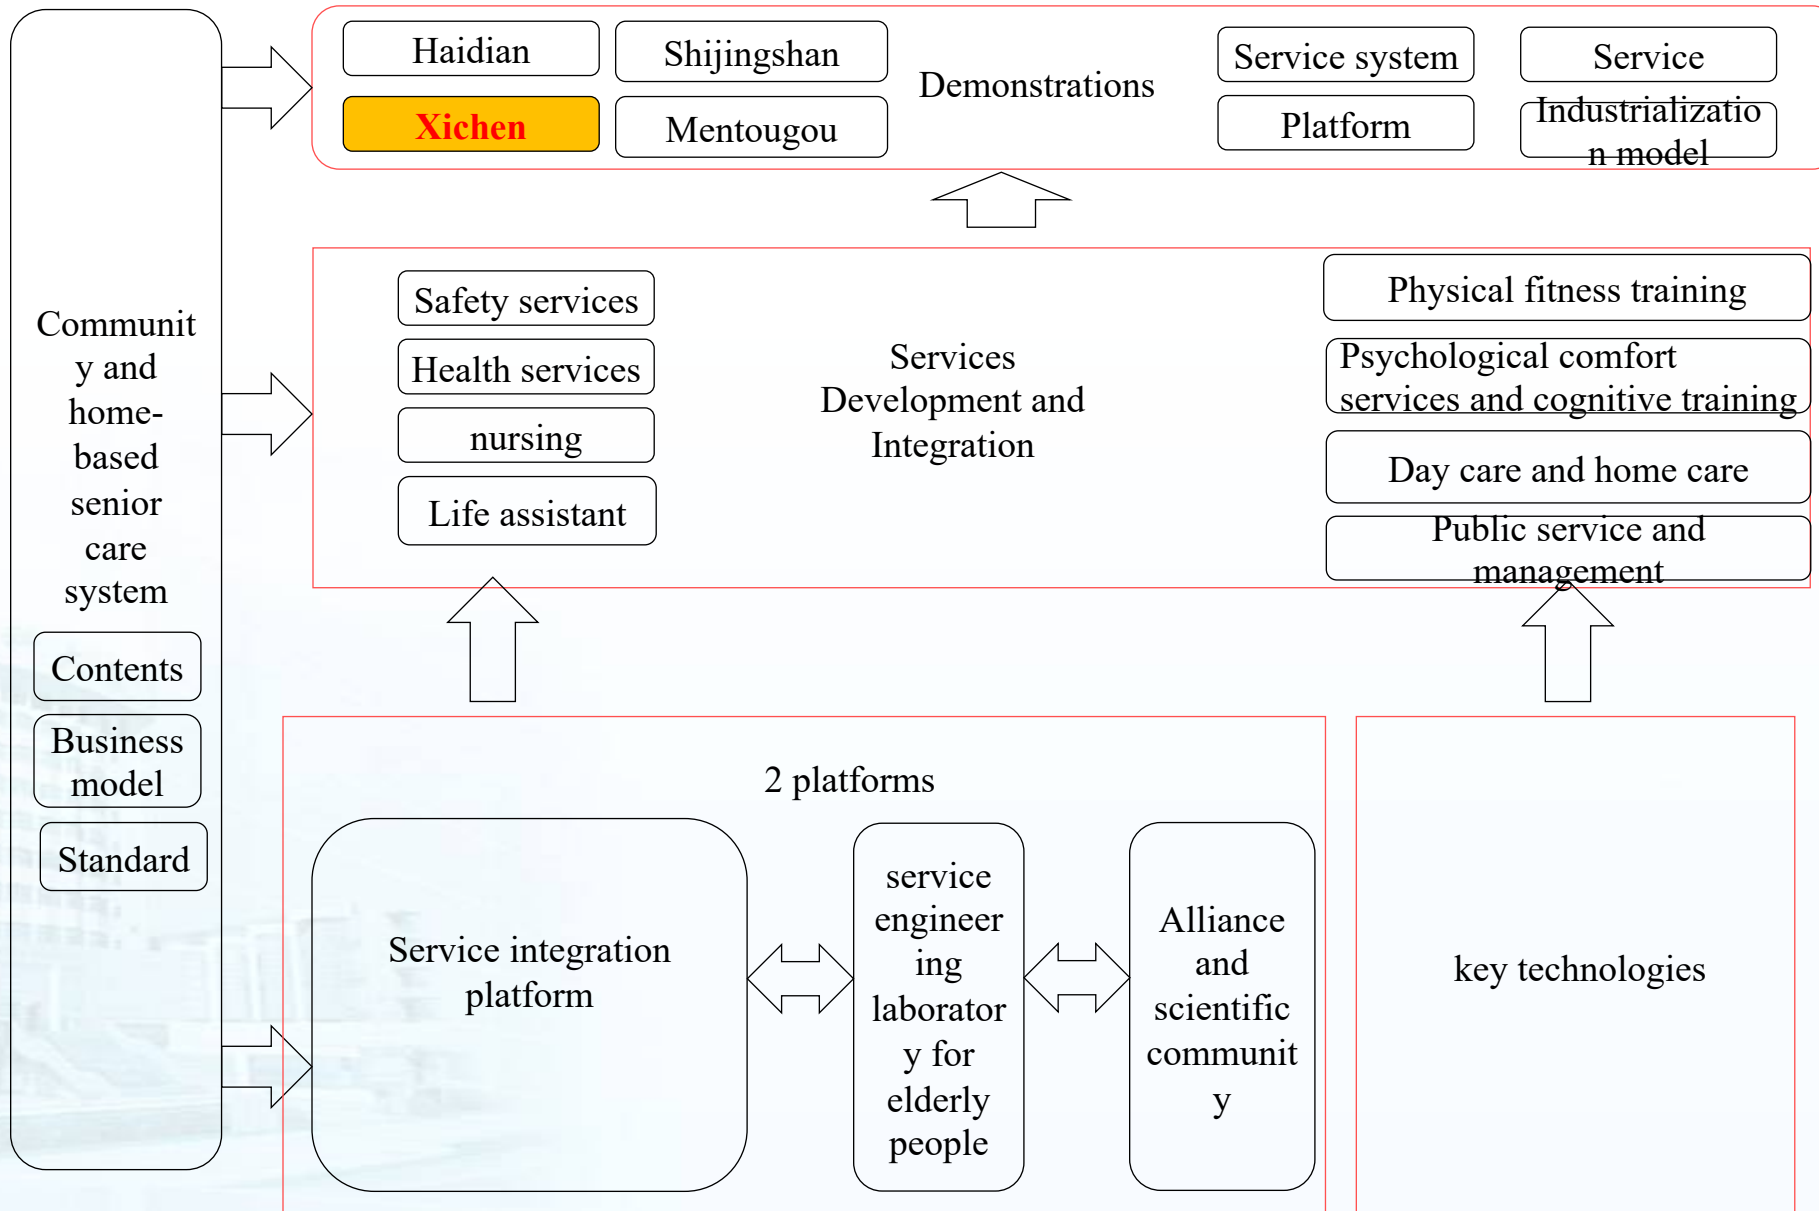 Communit
y and
home-
based
senior
care
system
Contents
Business
model
Standard
Haidian
Shijingshan
Xichen
Mentougou
Demonstrations
Service system
Service
Platform
Industrializatio
n model
Safety services
Health services
nursing
Life assistant
Services
Development and
Integration
Physical fitness training
Psychological comfort
services and cognitive training
Day care and home care
Public service and
management
2 platforms
Service integration
platform
service
engineer
ing
laborator
y for
elderly
people
Alliance
and
scientific
communit
y
key technologies